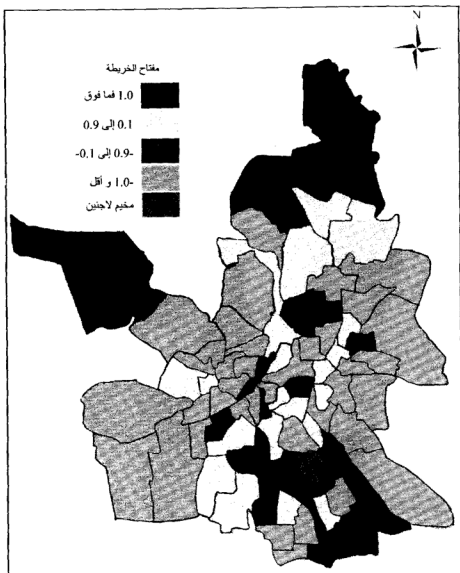 N
مفتاح الخريطة
1.0 فما فوق
0.1 إلى 0.9
-0.9 إلى 0.1-
-1.0 و أقل
مخيم لاجئين